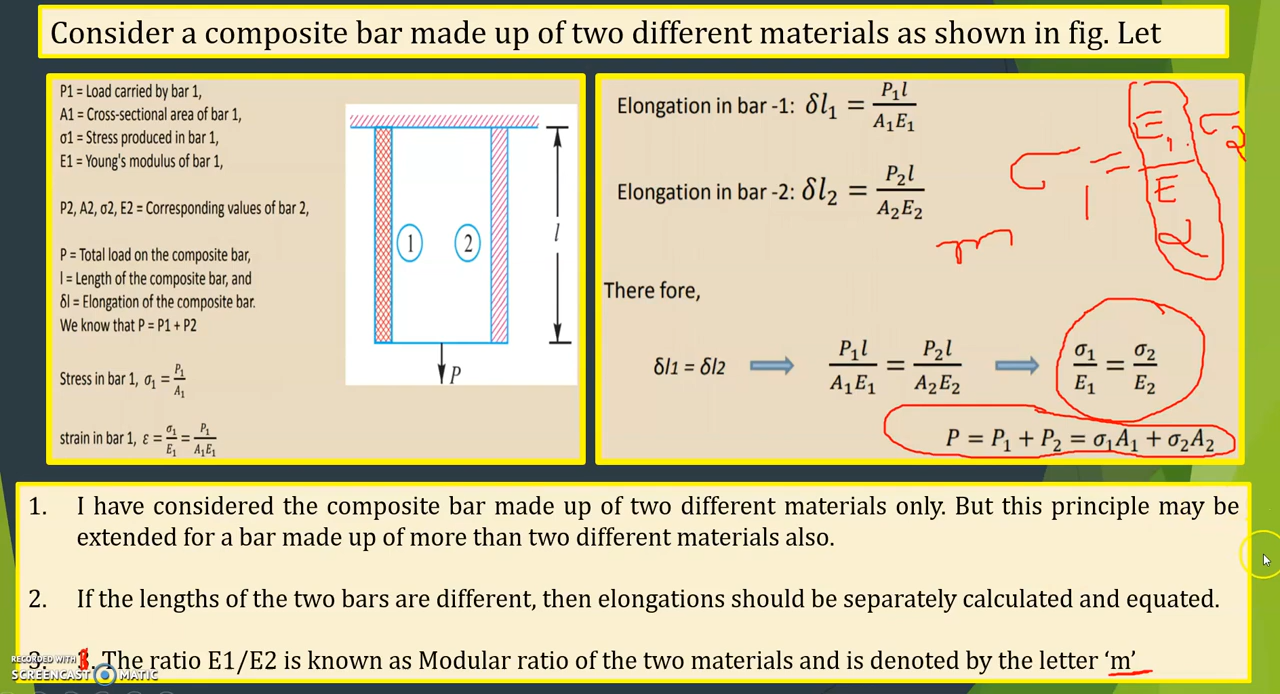 Consider a composite bar made up of two different materials as shown in fig. Let
P1 = Load carried by bar 1,
A1 = Cross-sectional area of bar 1,
σ1 = Stress produced in bar 1,
E1 = Young's modulus of bar 1,
P2, A2, σ2, E2 = Corresponding values of bar 2,
P = Total load on the composite bar,
l = Length of the composite bar, and
δl = Elongation of the composite bar.
We know that P = P1 + P2
Stress in bar 1, σ₁ = P₁/A₁
strain in bar 1, ε = σ₁/E₁ = P₁/A₁E₁
1 2
l
P
Elongation in bar -1: δl₁ = P₁l/A₁E₁
Elongation in bar -2: δl₂ = P₂l/A₂E₂
σ₁ = E₁/E₂ σ₂
m
There fore,
δl1 = δl2 P₁l/A₁E₁ = P₂l/A₂E₂ σ₁/E₁ = σ₂/E₂
P = P₁ + P₂ = σ₁A₁ + σ₂A₂
1. I have considered the composite bar made up of two different materials only. But this principle may be
extended for a bar made up of more than two different materials also.
2. If the lengths of the two bars are different, then elongations should be separately calculated and equated.
3. The ratio E1/E2 is known as Modular ratio of the two materials and is denoted by the letter ‘m’
RECORDED WITH
SCREENCAST MATIC